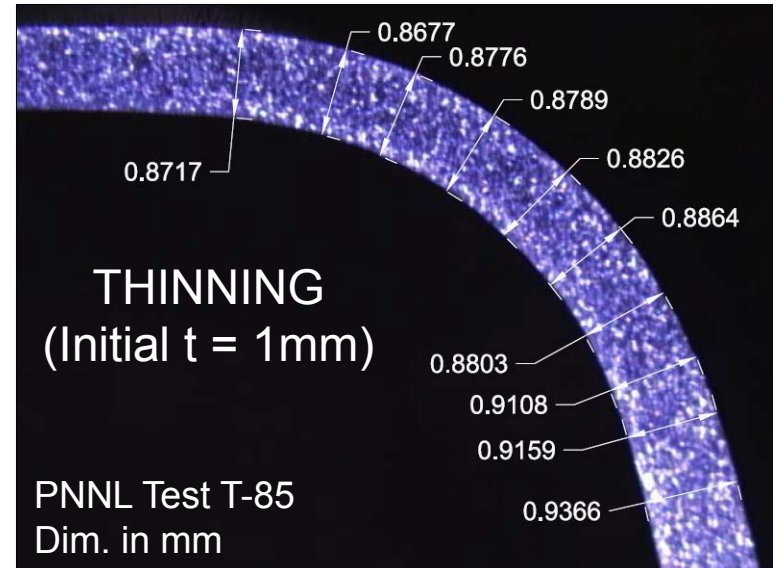 0.8677
0.8776
0.8789
0.8826
0.8864
0.8717
THINNING
(Initial t = 1mm)
0.8803
0.9108
0.9159
0.9366
PNNL Test T-85
Dim. in mm